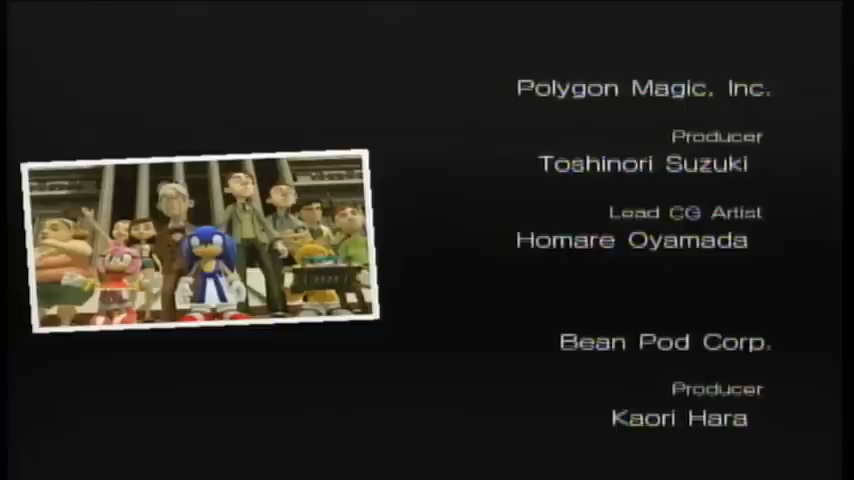 Polygon Magic, Inc.
Producer
Toshinori Suzuki
Lead CG Artist
Homare Oyamada
Bean Pod Corp.
Producer
Kaori Hara